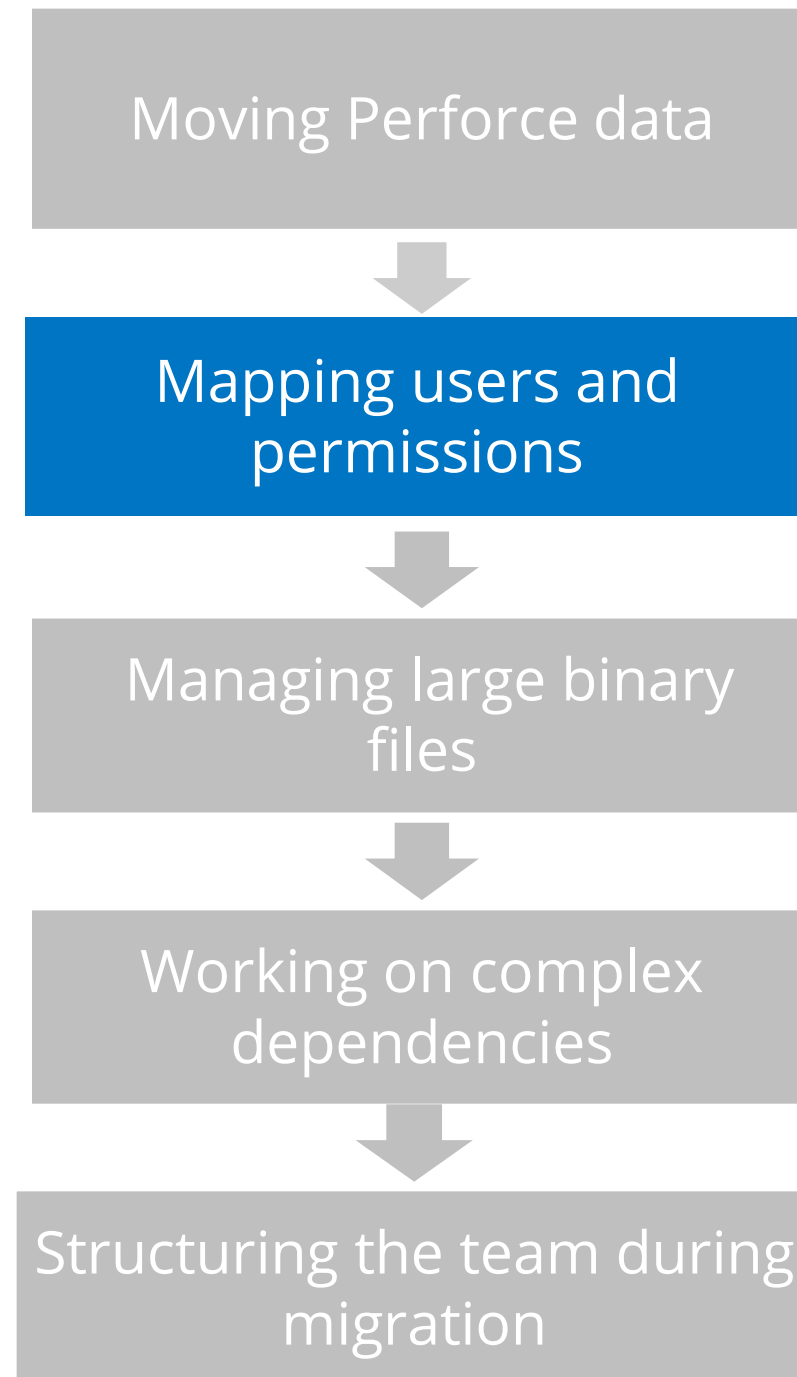 Moving Perforce data
Mapping users and
permissions
Managing large binary
files
Working on complex
dependencies
Structuring the team during
migration